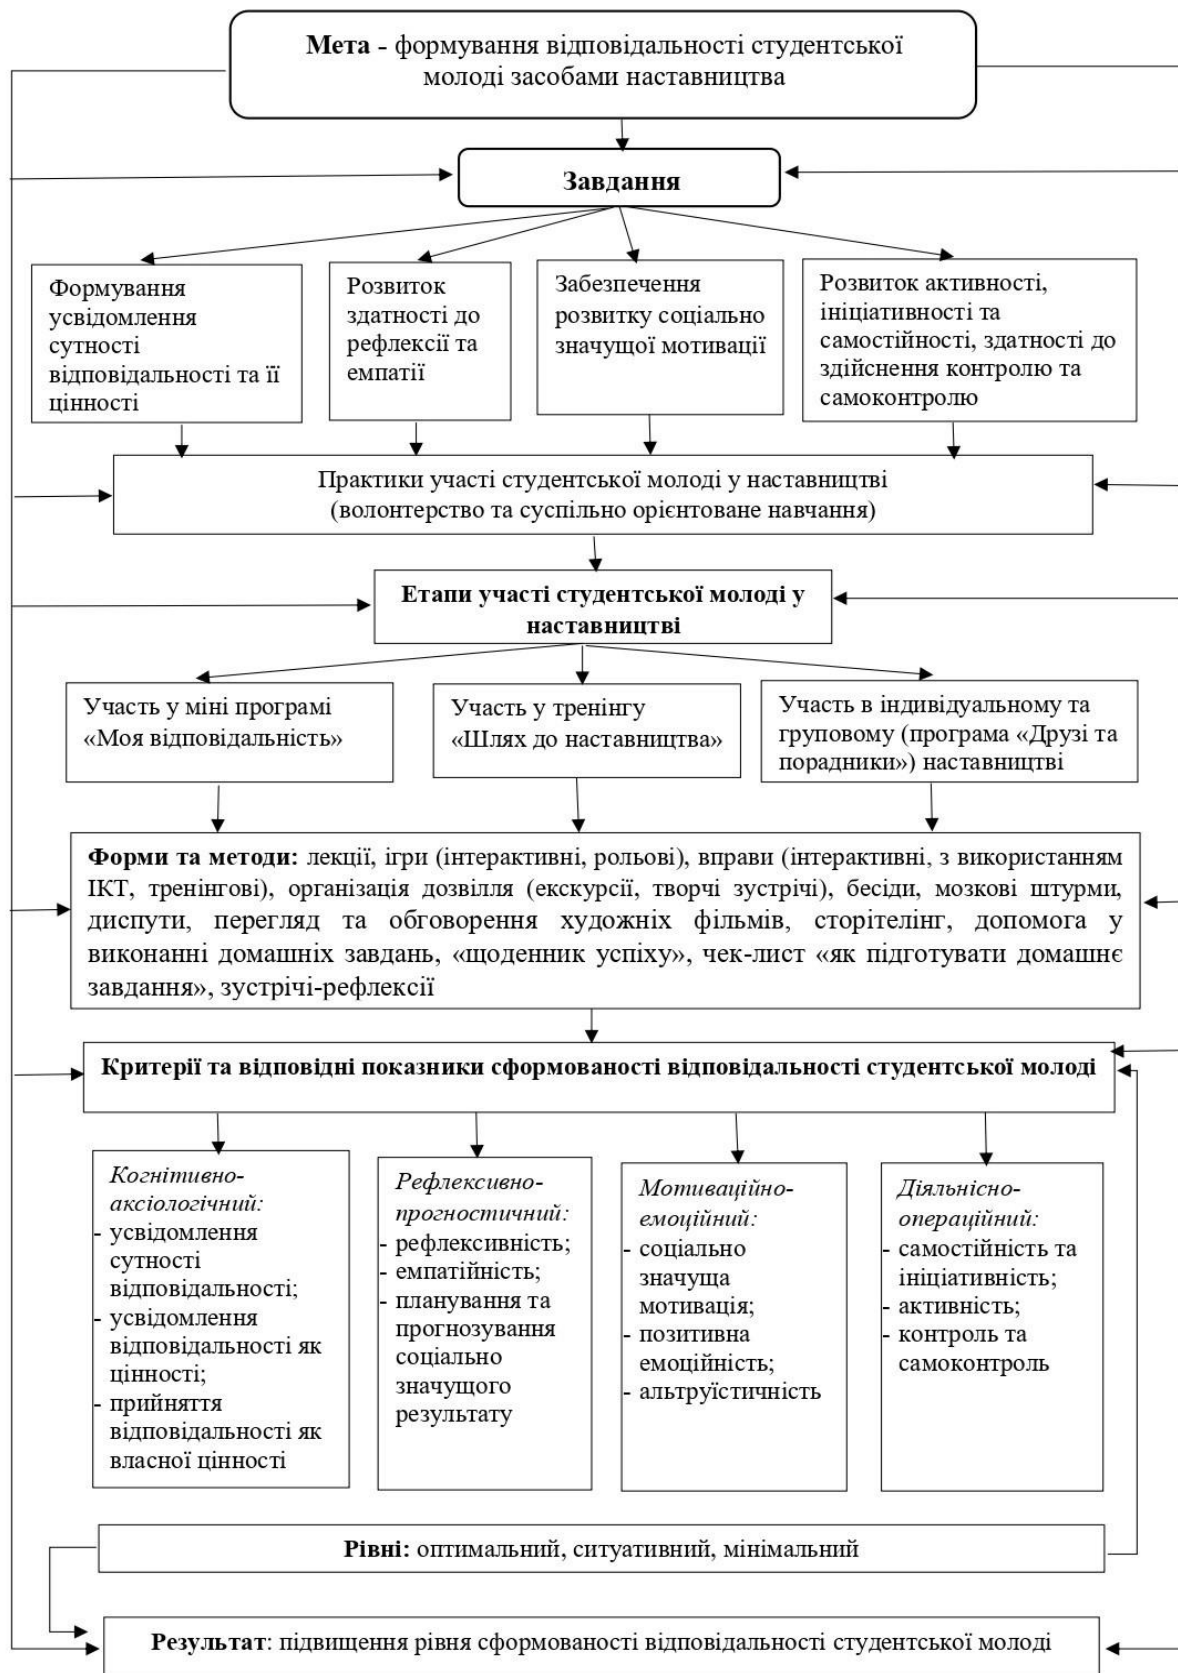 Мета - формування відповідальності студентської
молоді засобами наставництва
Завдання
Формування
усвідомлення
сутності
відповідальності та її
цінності
Розвиток
здатності до
рефлексії та
емпатії
Забезпечення
розвитку соціально
значущої мотивації
Розвиток активності,
ініціативності та
самостійності, здатності до
здійснення контролю та
самоконтролю
Практики участі студентської молоді у наставництві
(волонтерство та суспільно орієнтоване навчання)
Етапи участі студентської молоді у
наставництві
Участь у міні програмі
«Моя відповідальність»
Участь у тренінгу
«Шлях до наставництва»
Участь в індивідуальному та
груповому (програма «Друзі та
порадники») наставництві
Форми та методи: лекції, ігри (інтерактивні, рольові), вправи (інтерактивні, з використанням
ІКТ, тренінгові), організація дозвілля (екскурсії, творчі зустрічі), бесіди, мозкові штурми,
диспути, перегляд та обговорення художніх фільмів, сторітелінг, допомога у
виконанні домашніх завдань, «щоденник успіху», чек-лист «як підготувати домашнє
завдання», зустрічі-рефлексії
Критерії та відповідні показники сформованості відповідальності студентської молоді
Когнітивно-
аксіологічний:
- усвідомлення
сутності
відповідальності;
- усвідомлення
відповідальності як
цінності;
- прийняття
відповідальності як
власної цінності
Рефлексивно-
прогностичний:
- рефлексивність;
- емпатійність;
- планування та
прогнозування
соціально
значущого
результату
Мотиваційно-
емоційний:
- соціально
значуща
мотивація;
- позитивна
емоційність;
- альтруїстичність
Діяльнісно-
операційний:
- самостійність та
ініціативність;
- активність;
- контроль та
самоконтроль
Рівні: оптимальний, ситуативний, мінімальний
Результат: підвищення рівня сформованості відповідальності студентської молоді